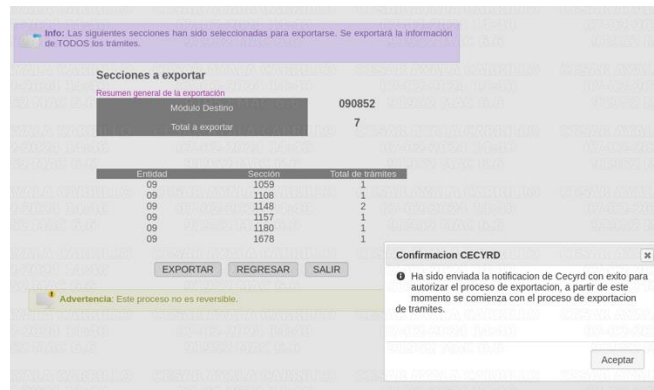 Info: Las siguientes secciones han sido seleccionadas para exportarse. Se exportará la información
de TODOS los trámites.
Secciones a exportar
Resumen general de la exportación
Módulo Destino 090852
Total a exportar 7
Entidad Sección Total de trámites
09 1059 1
09 1108 1
09 1148 2
09 1157 1
09 1180 1
09 1678 1
EXPORTAR REGRESAR SALIR
Advertencia: Este proceso no es reversible.
Confirmacion CECYRD
Ha sido enviada la notificacion de Cecyrd con exito para
autorizar el proceso de exportacion, a partir de este
momento se comienza con el proceso de exportacion
de tramites.
Aceptar